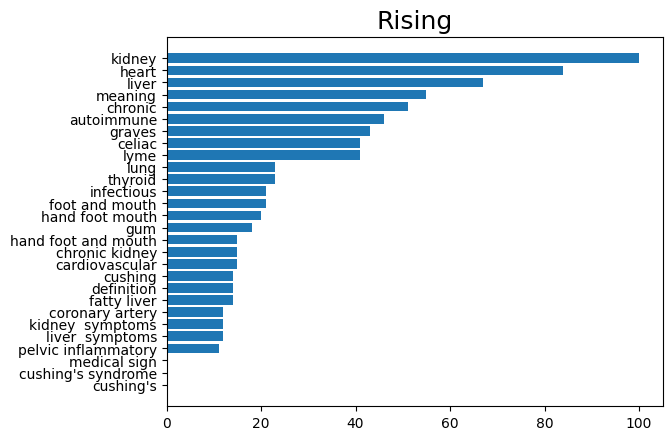 Rising
kidney
heart
liver
meaning
chronic
autoimmune
graves
celiac
lyme
lung
thyroid
infectious
foot and mouth
hand foot mouth
gum
hand foot and mouth
chronic kidney
cardiovascular
cushing
definition
fatty liver
coronary artery
kidney  symptoms
liver  symptoms
pelvic inflammatory
medical sign
cushing's syndrome
cushing's
0 20 40 60 80 100